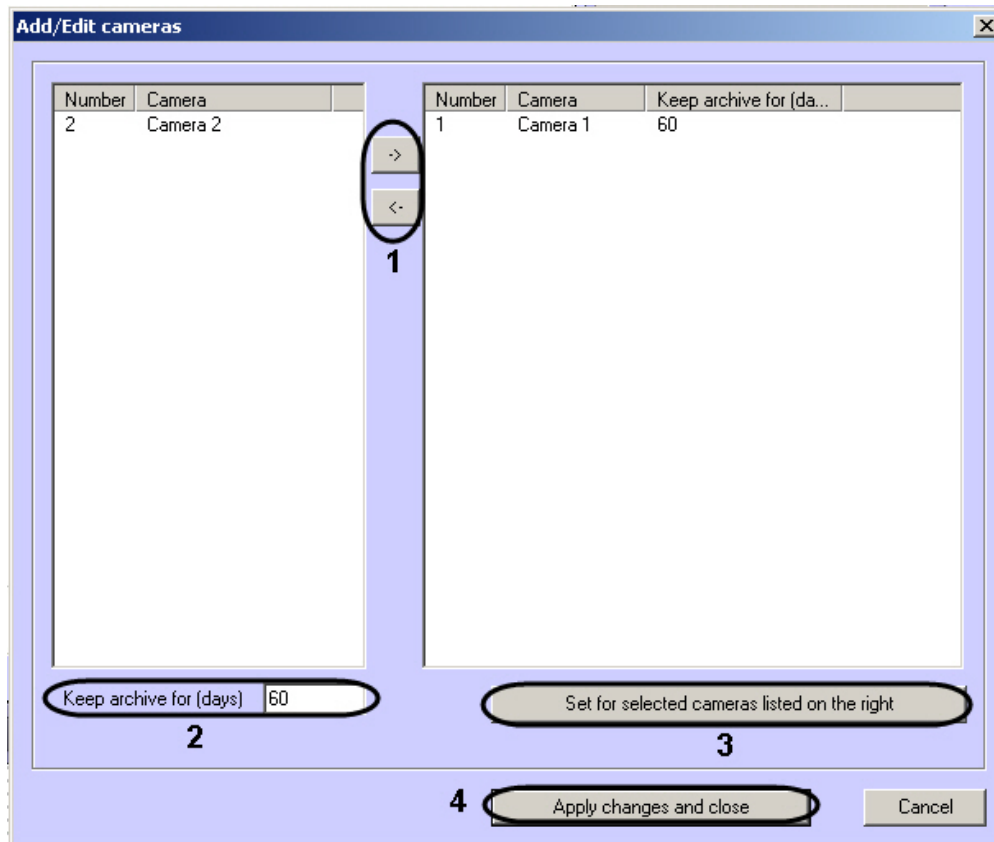 Add/Edit cameras
Number Camera
2 Camera 2
->
<-
1
Number Camera Keep archive for (da...
1 Camera 1 60
Keep archive for (days) 60
2
Set for selected cameras listed on the right
3
4
Apply changes and close
Cancel